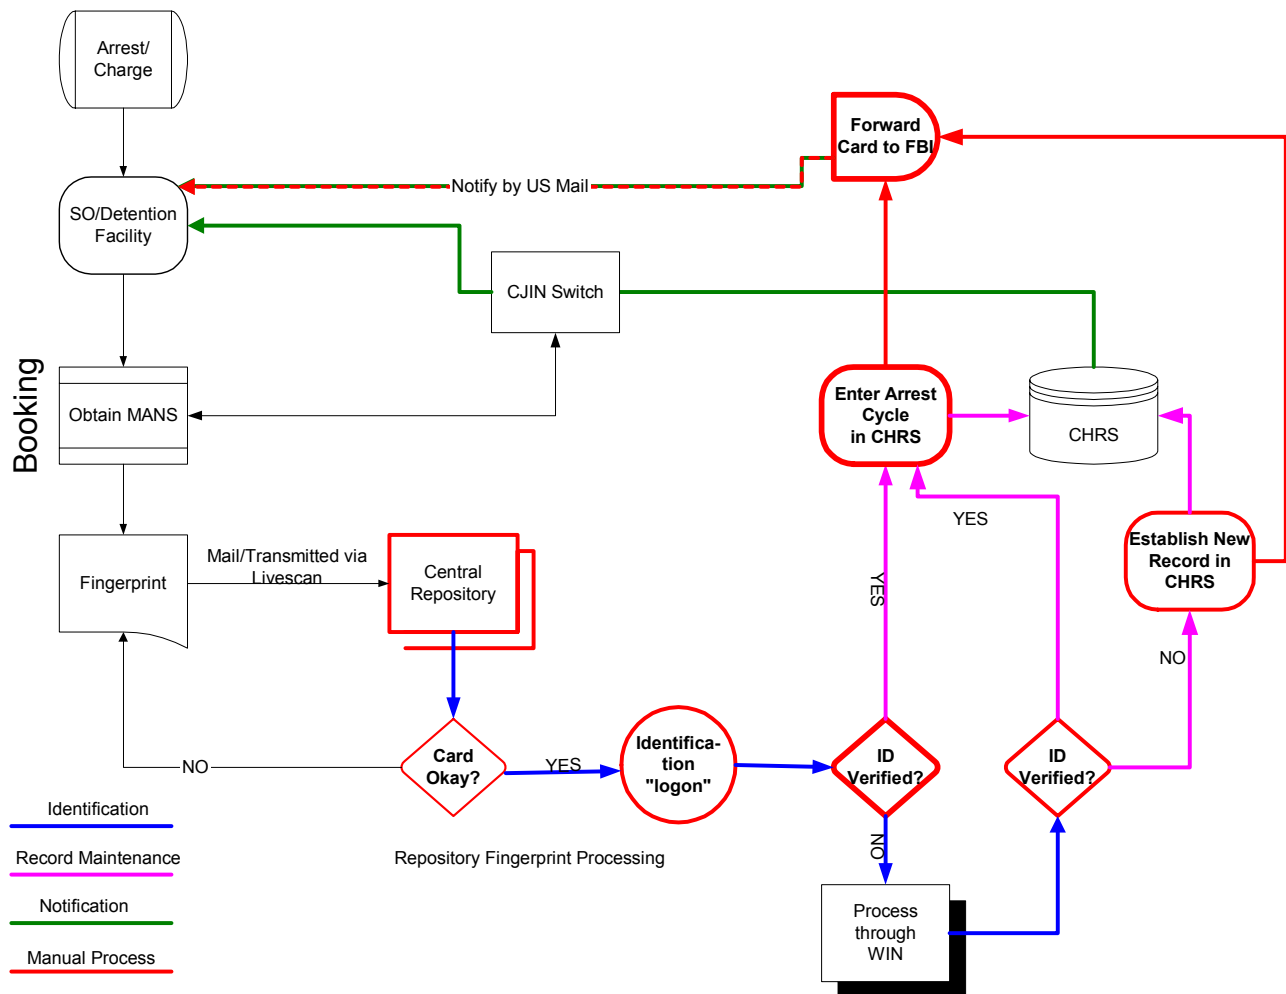 Arrest/
Charge
Forward
Card to FBI
Notify by US Mail
SO/Detention
Facility
CJIN Switch
Booking
Obtain MANS
Enter Arrest
Cycle
in CHRS
CHRS
YES
Establish New
Record in
CHRS
Mail/Transmitted via
Livescan
Fingerprint
Central
Repository
YES
NO
Card
Okay?
NO
YES
Identifica-
tion
"logon"
ID
Verified?
ID
Verified?
NO
Identification
Record Maintenance
Notification
Manual Process
Repository Fingerprint Processing
Process
through
WIN